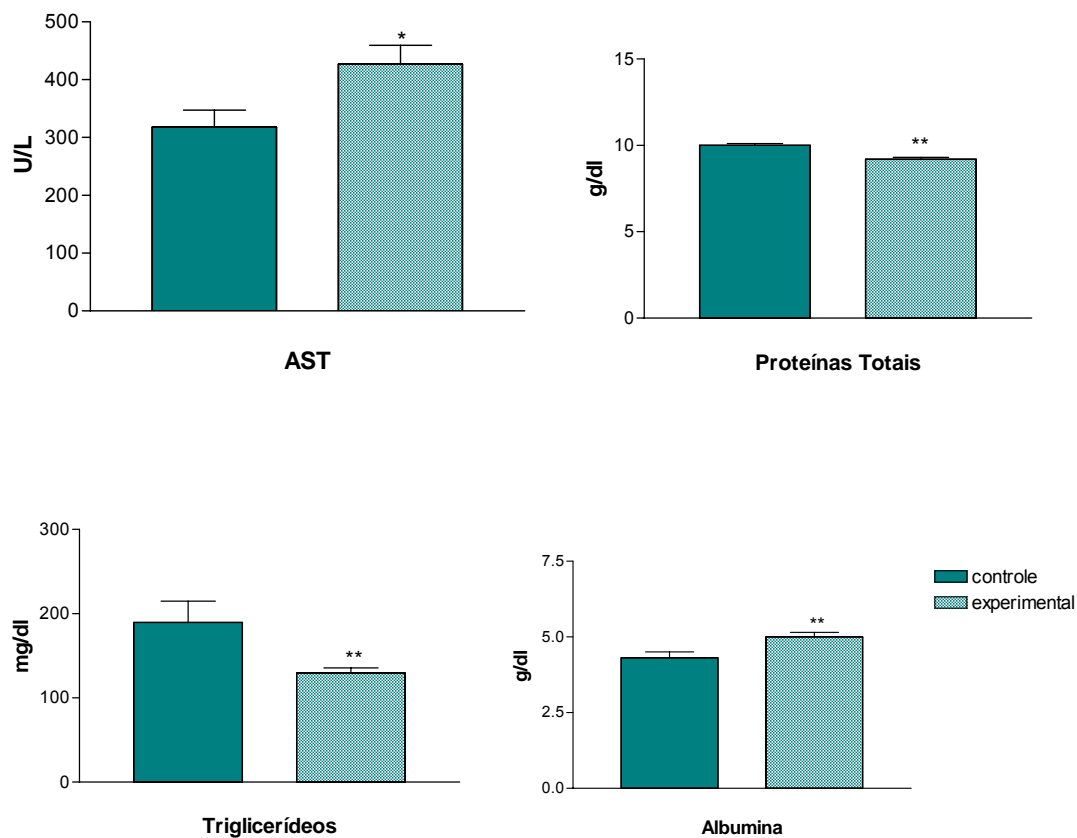 500
400
300
200
100
0
U/L
*
AST
15
10
5
0
g/dl
**
Proteínas Totais
300
200
100
0
mg/dl
**
Triglicerídeos
7.5
5.0
2.5
0.0
g/dl
**
Albumina
controle
experimental